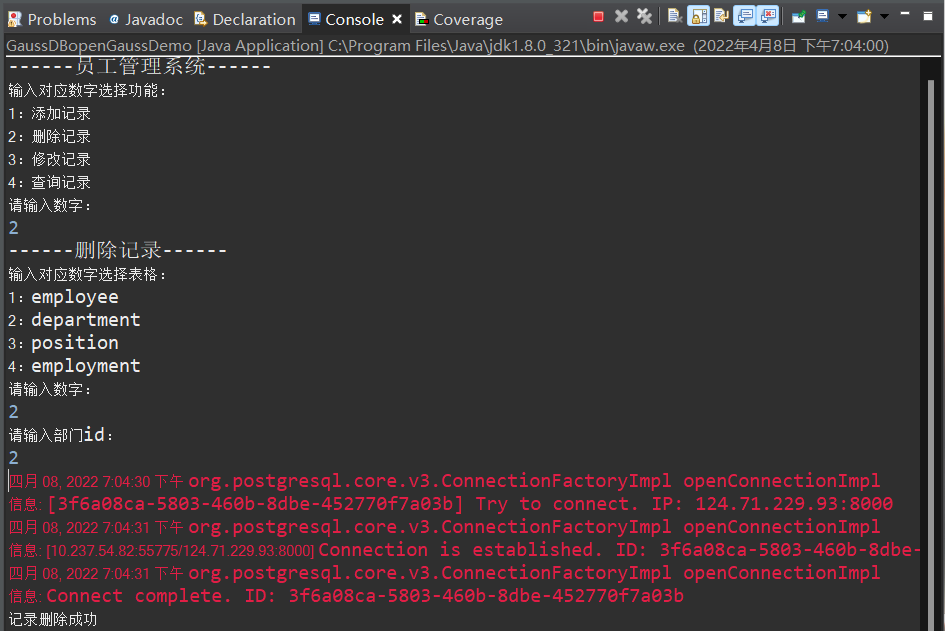 Problems @ Javadoc Declaration Console Coverage
GaussDBopenGaussDemo [Java Application] C:\Program Files\Java\jdk1.8.0_321\bin\javaw.exe (2022年4月8日 下午7:04:00)
------员工管理系统------
输入对应数字选择功能：
1：添加记录
2：删除记录
3：修改记录
4：查询记录
请输入数字：
2
------删除记录------
输入对应数字选择表格：
1：employee
2：department
3：position
4：employment
请输入数字：
2
请输入部门id：
2
四月 08, 2022 7:04:30 下午 org.postgresql.core.v3.ConnectionFactoryImpl openConnectionImpl
信息: [3f6a08ca-5803-460b-8dbe-452770f7a03b] Try to connect. IP: 124.71.229.93:8000
四月 08, 2022 7:04:31 下午 org.postgresql.core.v3.ConnectionFactoryImpl openConnectionImpl
信息: [10.237.54.82:55775/124.71.229.93:8000] Connection is established. ID: 3f6a08ca-5803-460b-8dbe-
四月 08, 2022 7:04:31 下午 org.postgresql.core.v3.ConnectionFactoryImpl openConnectionImpl
信息: Connect complete. ID: 3f6a08ca-5803-460b-8dbe-452770f7a03b
记录删除成功